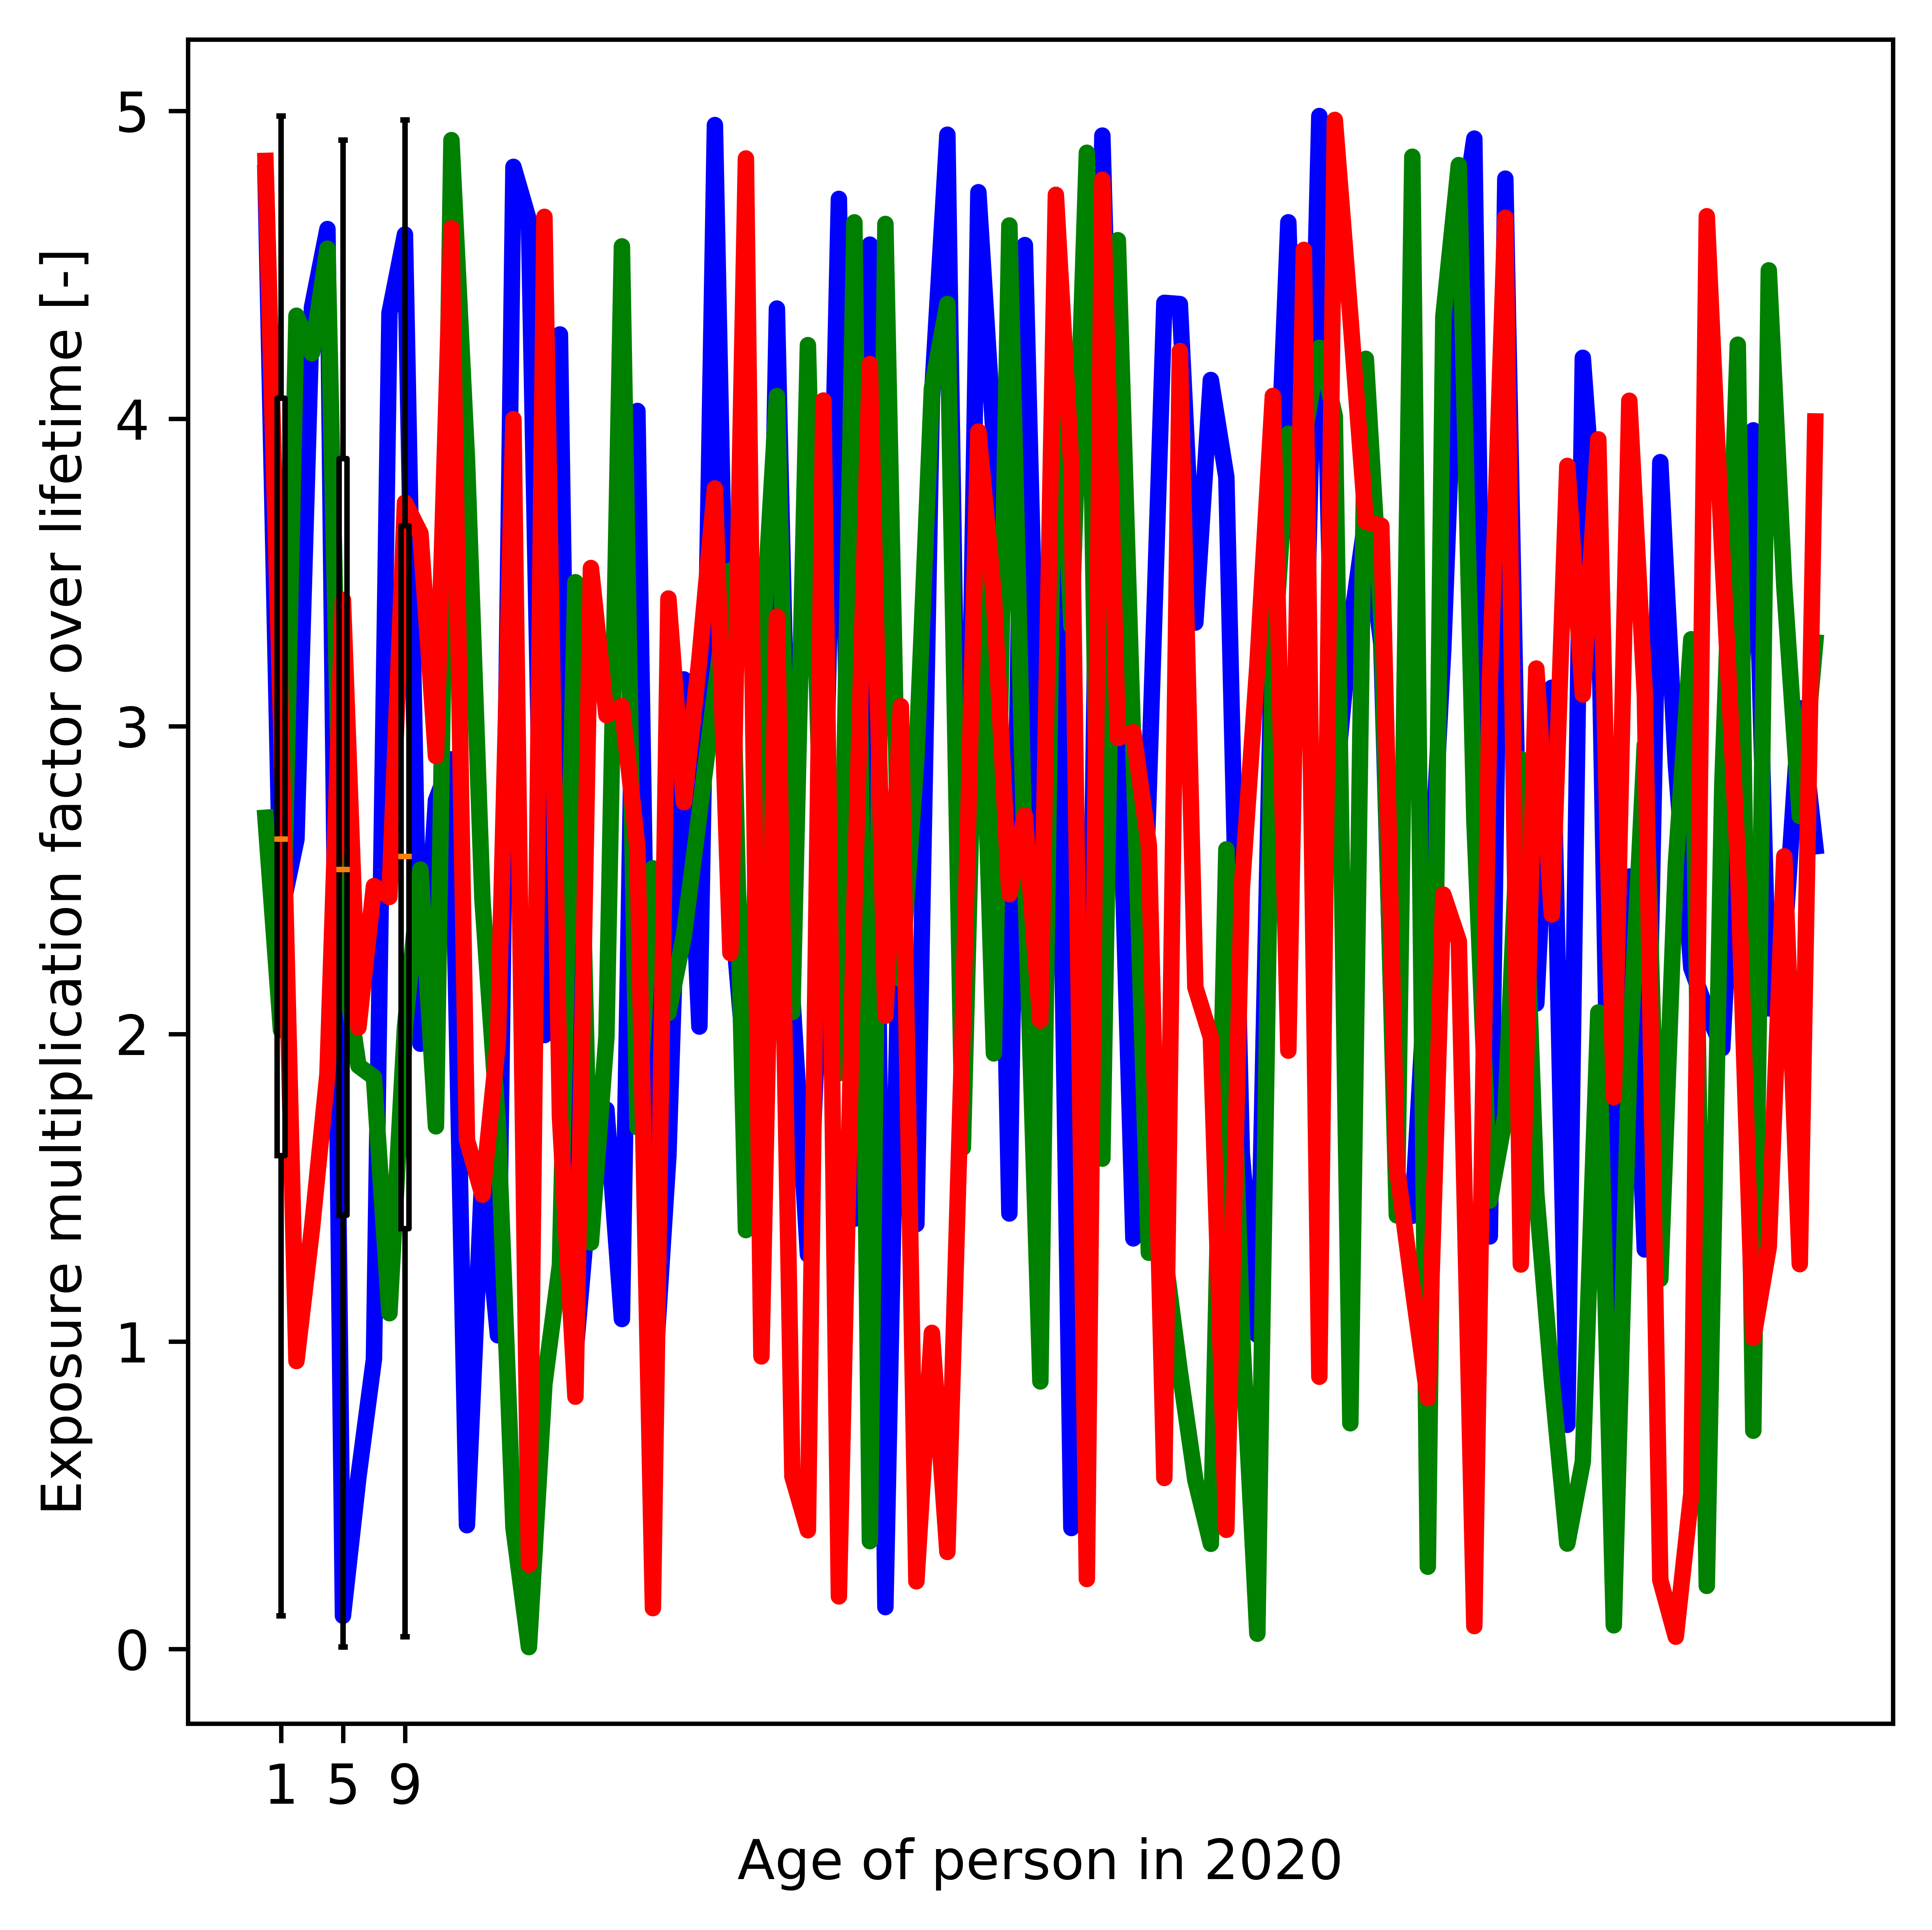 Exposure multiplication factor over lifetime [-]
5
4
3
2
1
0
1 5 9
Age of person in 2020